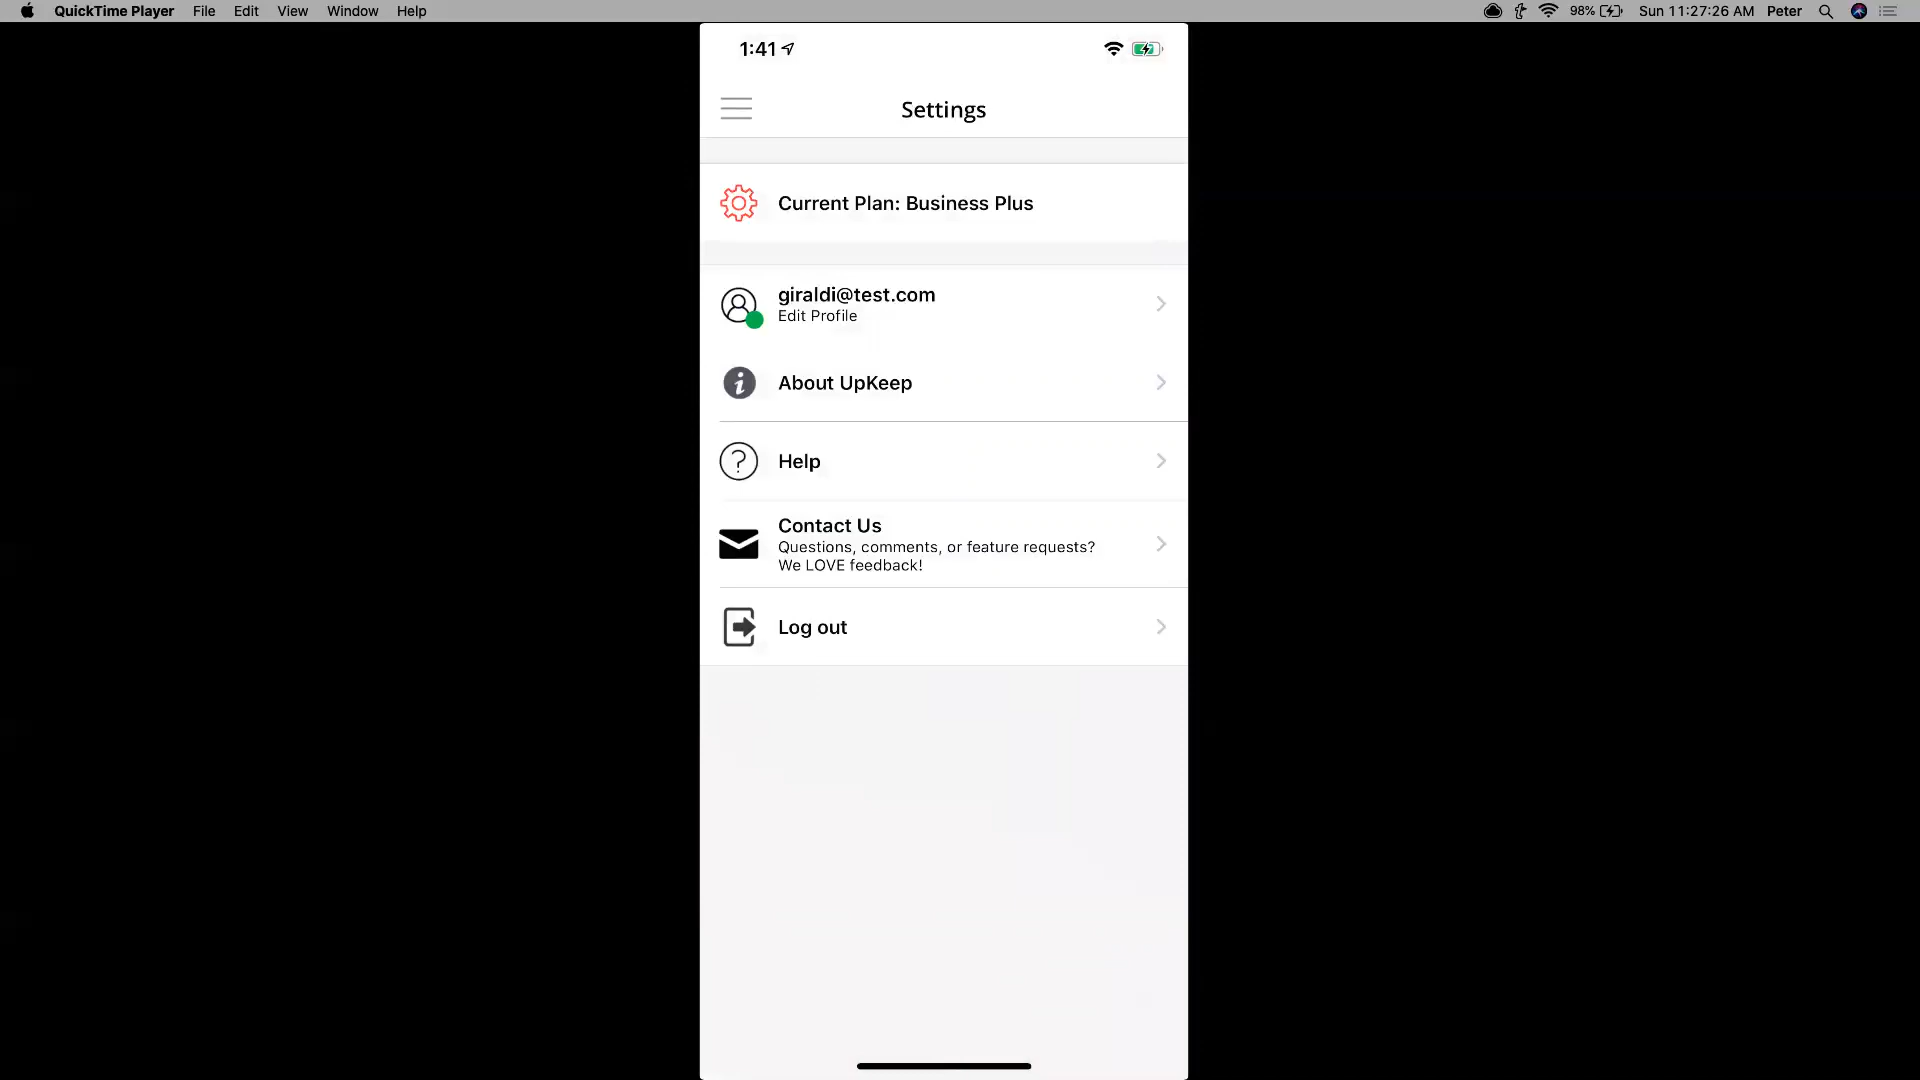 QuickTime Player File Edit View Window Help 98% Sun 11:27:26 AM Peter
1:41
Settings
Current Plan: Business Plus
giraldi@test.com
Edit Profile
About UpKeep
Help
Contact Us
Questions, comments, or feature requests?
We LOVE feedback!
Log out